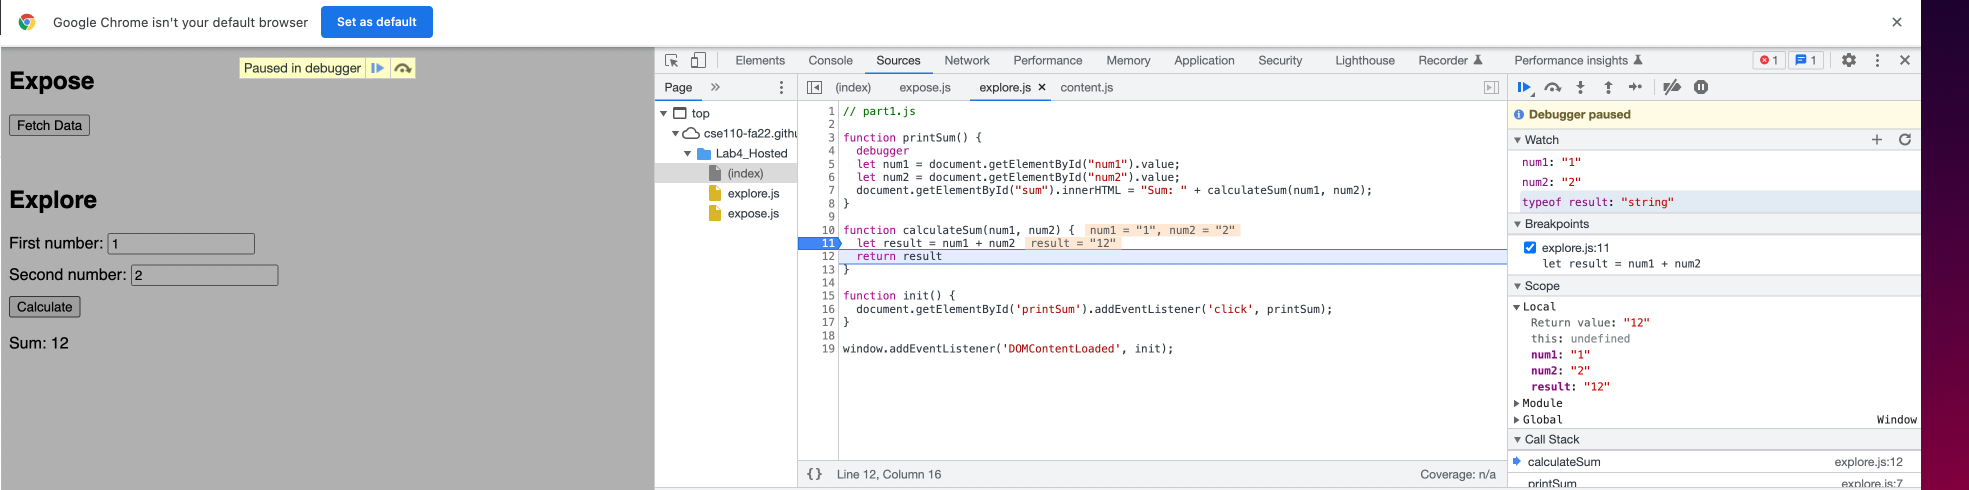 Google Chrome isn't your default browser Set as default
Paused in debugger
Expose
Fetch Data
Explore
First number: 1
Second number: 2
Calculate
Sum: 12
Elements Console Sources Network Performance Memory Application Security Lighthouse Recorder Performance insights 1 1
Page
top
cse110-fa22.githu
Lab4_Hosted
(index)
explore.js
expose.js
(index) expose.js explore.js content.js
1 // part1.js
2
3 function printSum() {
4 debugger
5 let num1 = document.getElementById("num1").value;
6 let num2 = document.getElementById("num2").value;
7 document.getElementById("sum").innerHTML = "Sum: " + calculateSum(num1, num2);
8 }
9
10 function calculateSum(num1, num2) { num1 = "1", num2 = "2"
11 let result = num1 + num2 result = "12"
12 return result
13 }
14
15 function init() {
16 document.getElementById('printSum').addEventListener('click', printSum);
17 }
18
19 window.addEventListener('DOMContentLoaded', init);
{} Line 12, Column 16 Coverage: n/a
Debugger paused
Watch
num1: "1"
num2: "2"
typeof result: "string"
Breakpoints
explore.js:11
let result = num1 + num2
Scope
Local
Return value: "12"
this: undefined
num1: "1"
num2: "2"
result: "12"
Module
Global Window
Call Stack
calculateSum explore.js:12
printSum explore.js:7